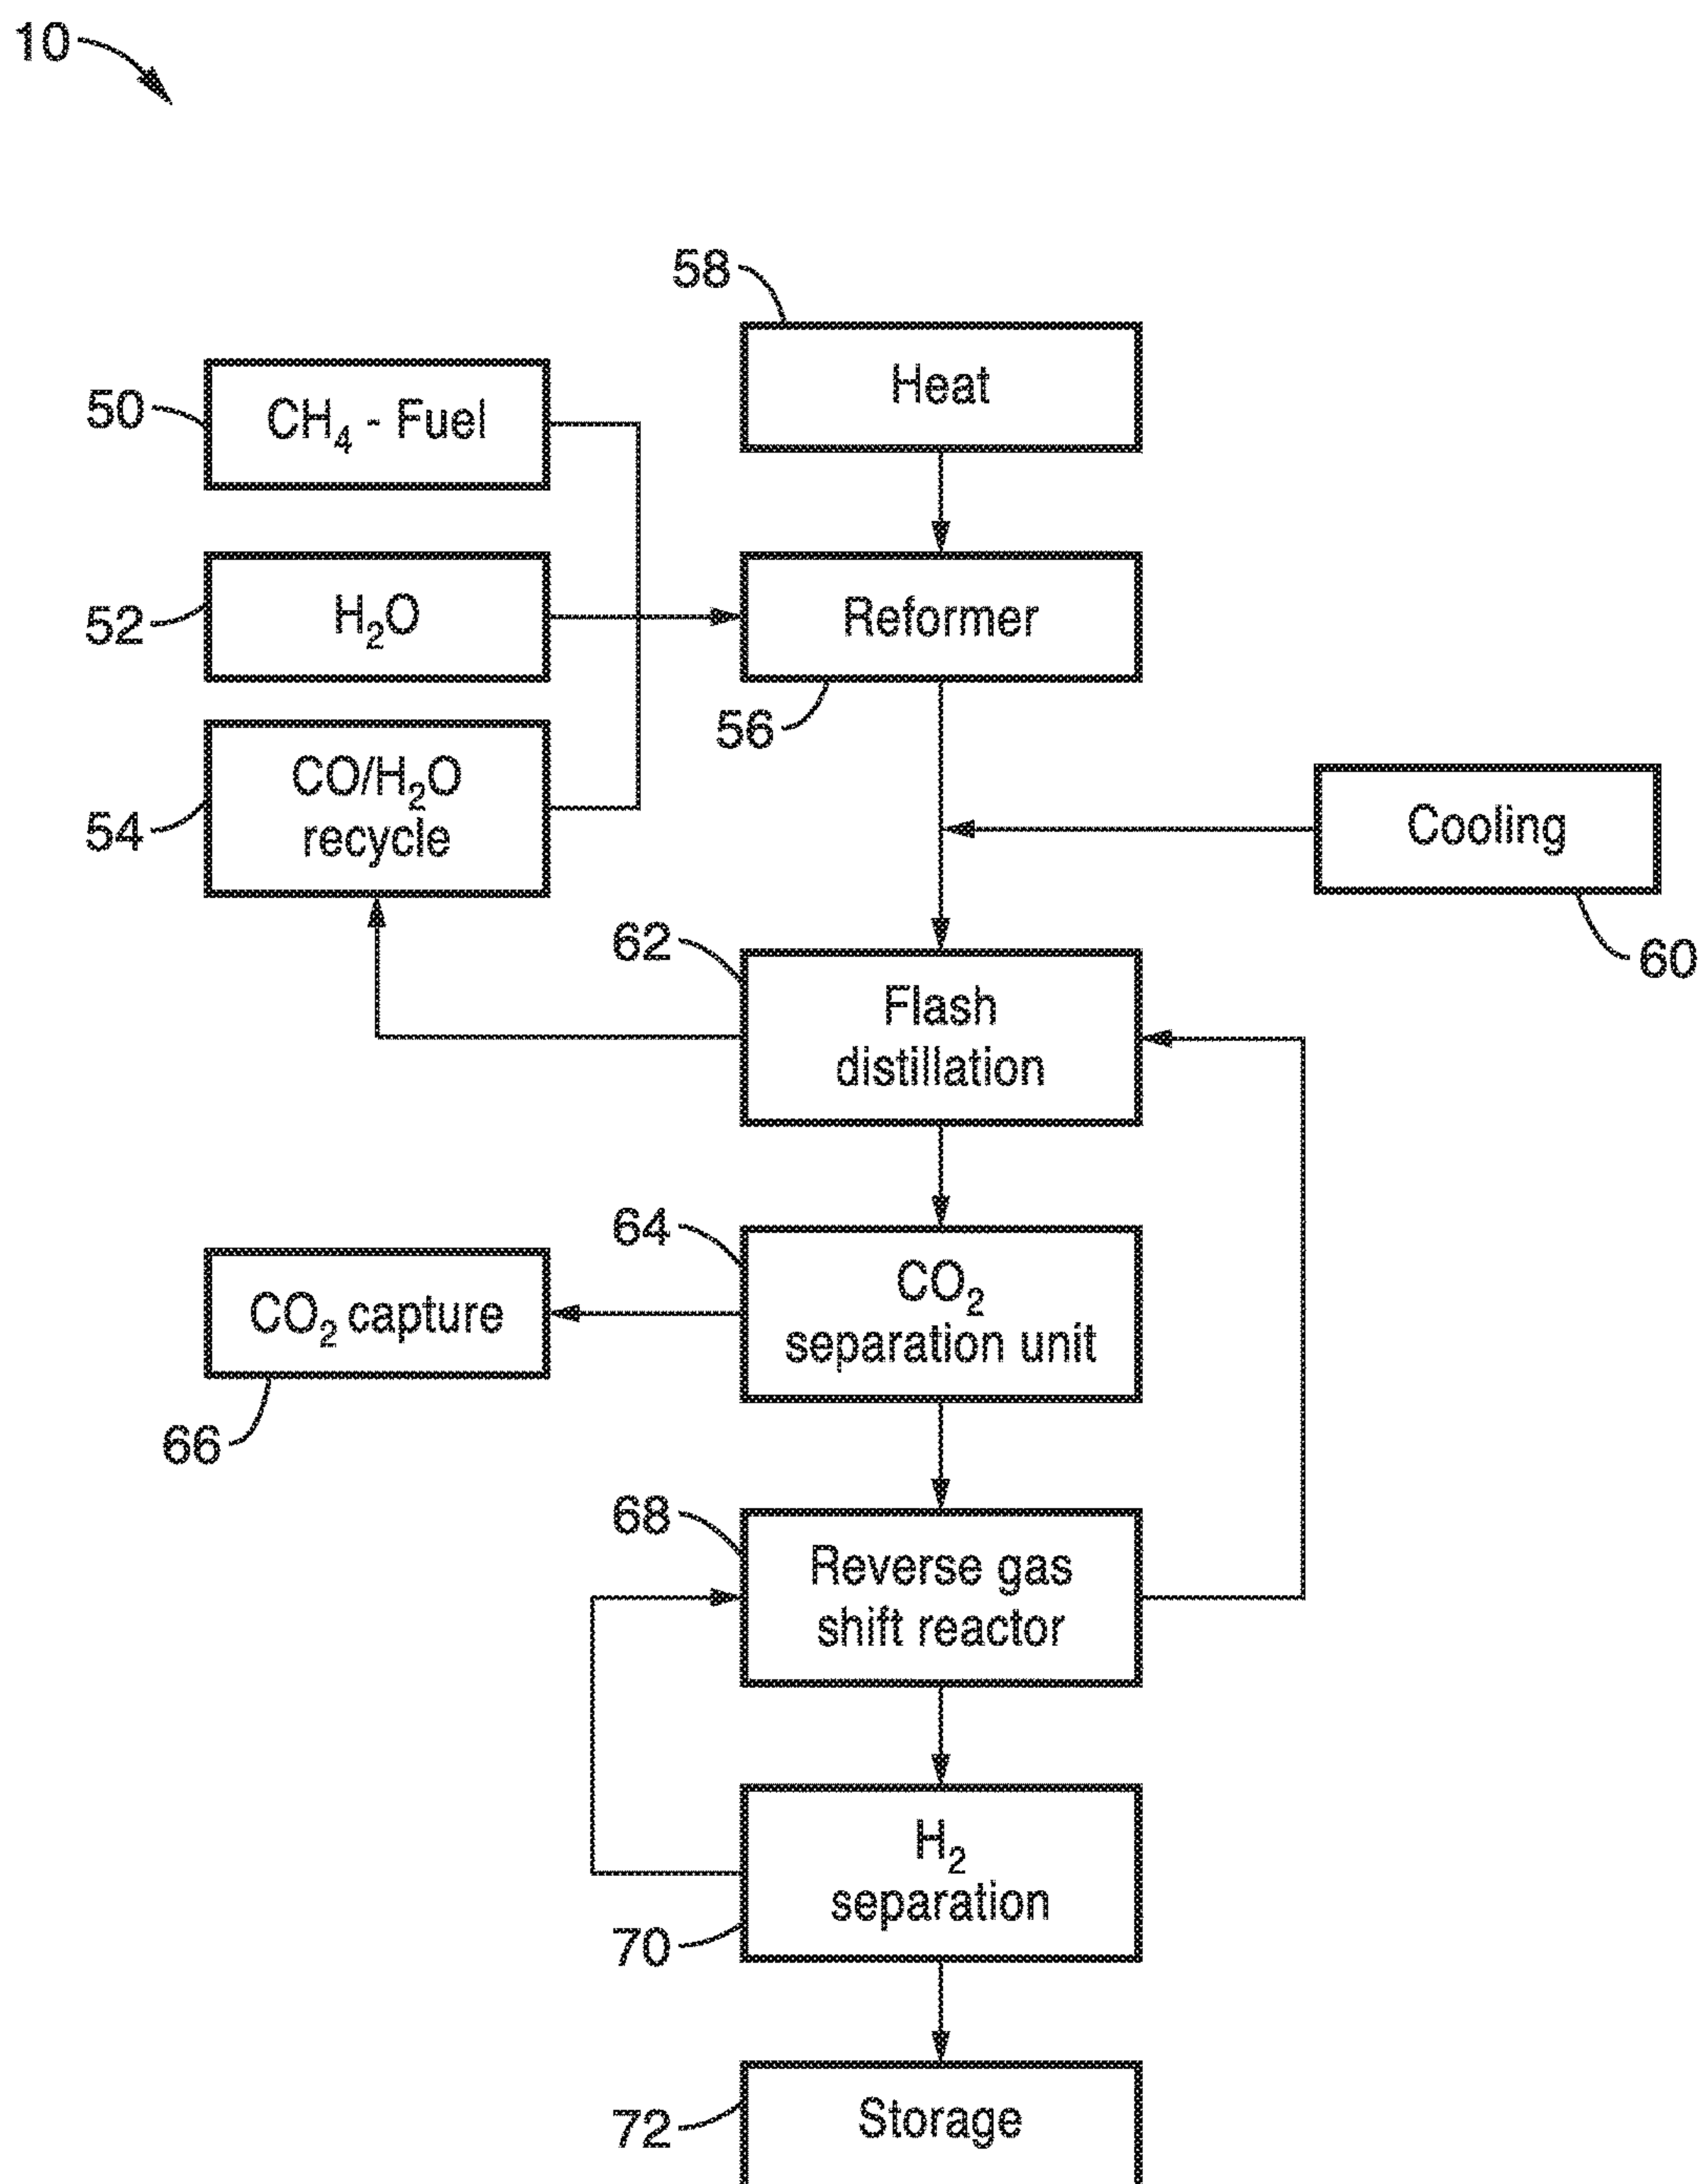 10
58
Heat
50
CH₄ - Fuel
52
H₂O
Reformer
56
54
CO/H₂O
recycle
Cooling
60
62
Flash
distillation
64
CO₂
separation unit
CO₂ capture
66
68
Reverse gas
shift reactor
H₂
separation
70
72
Storage